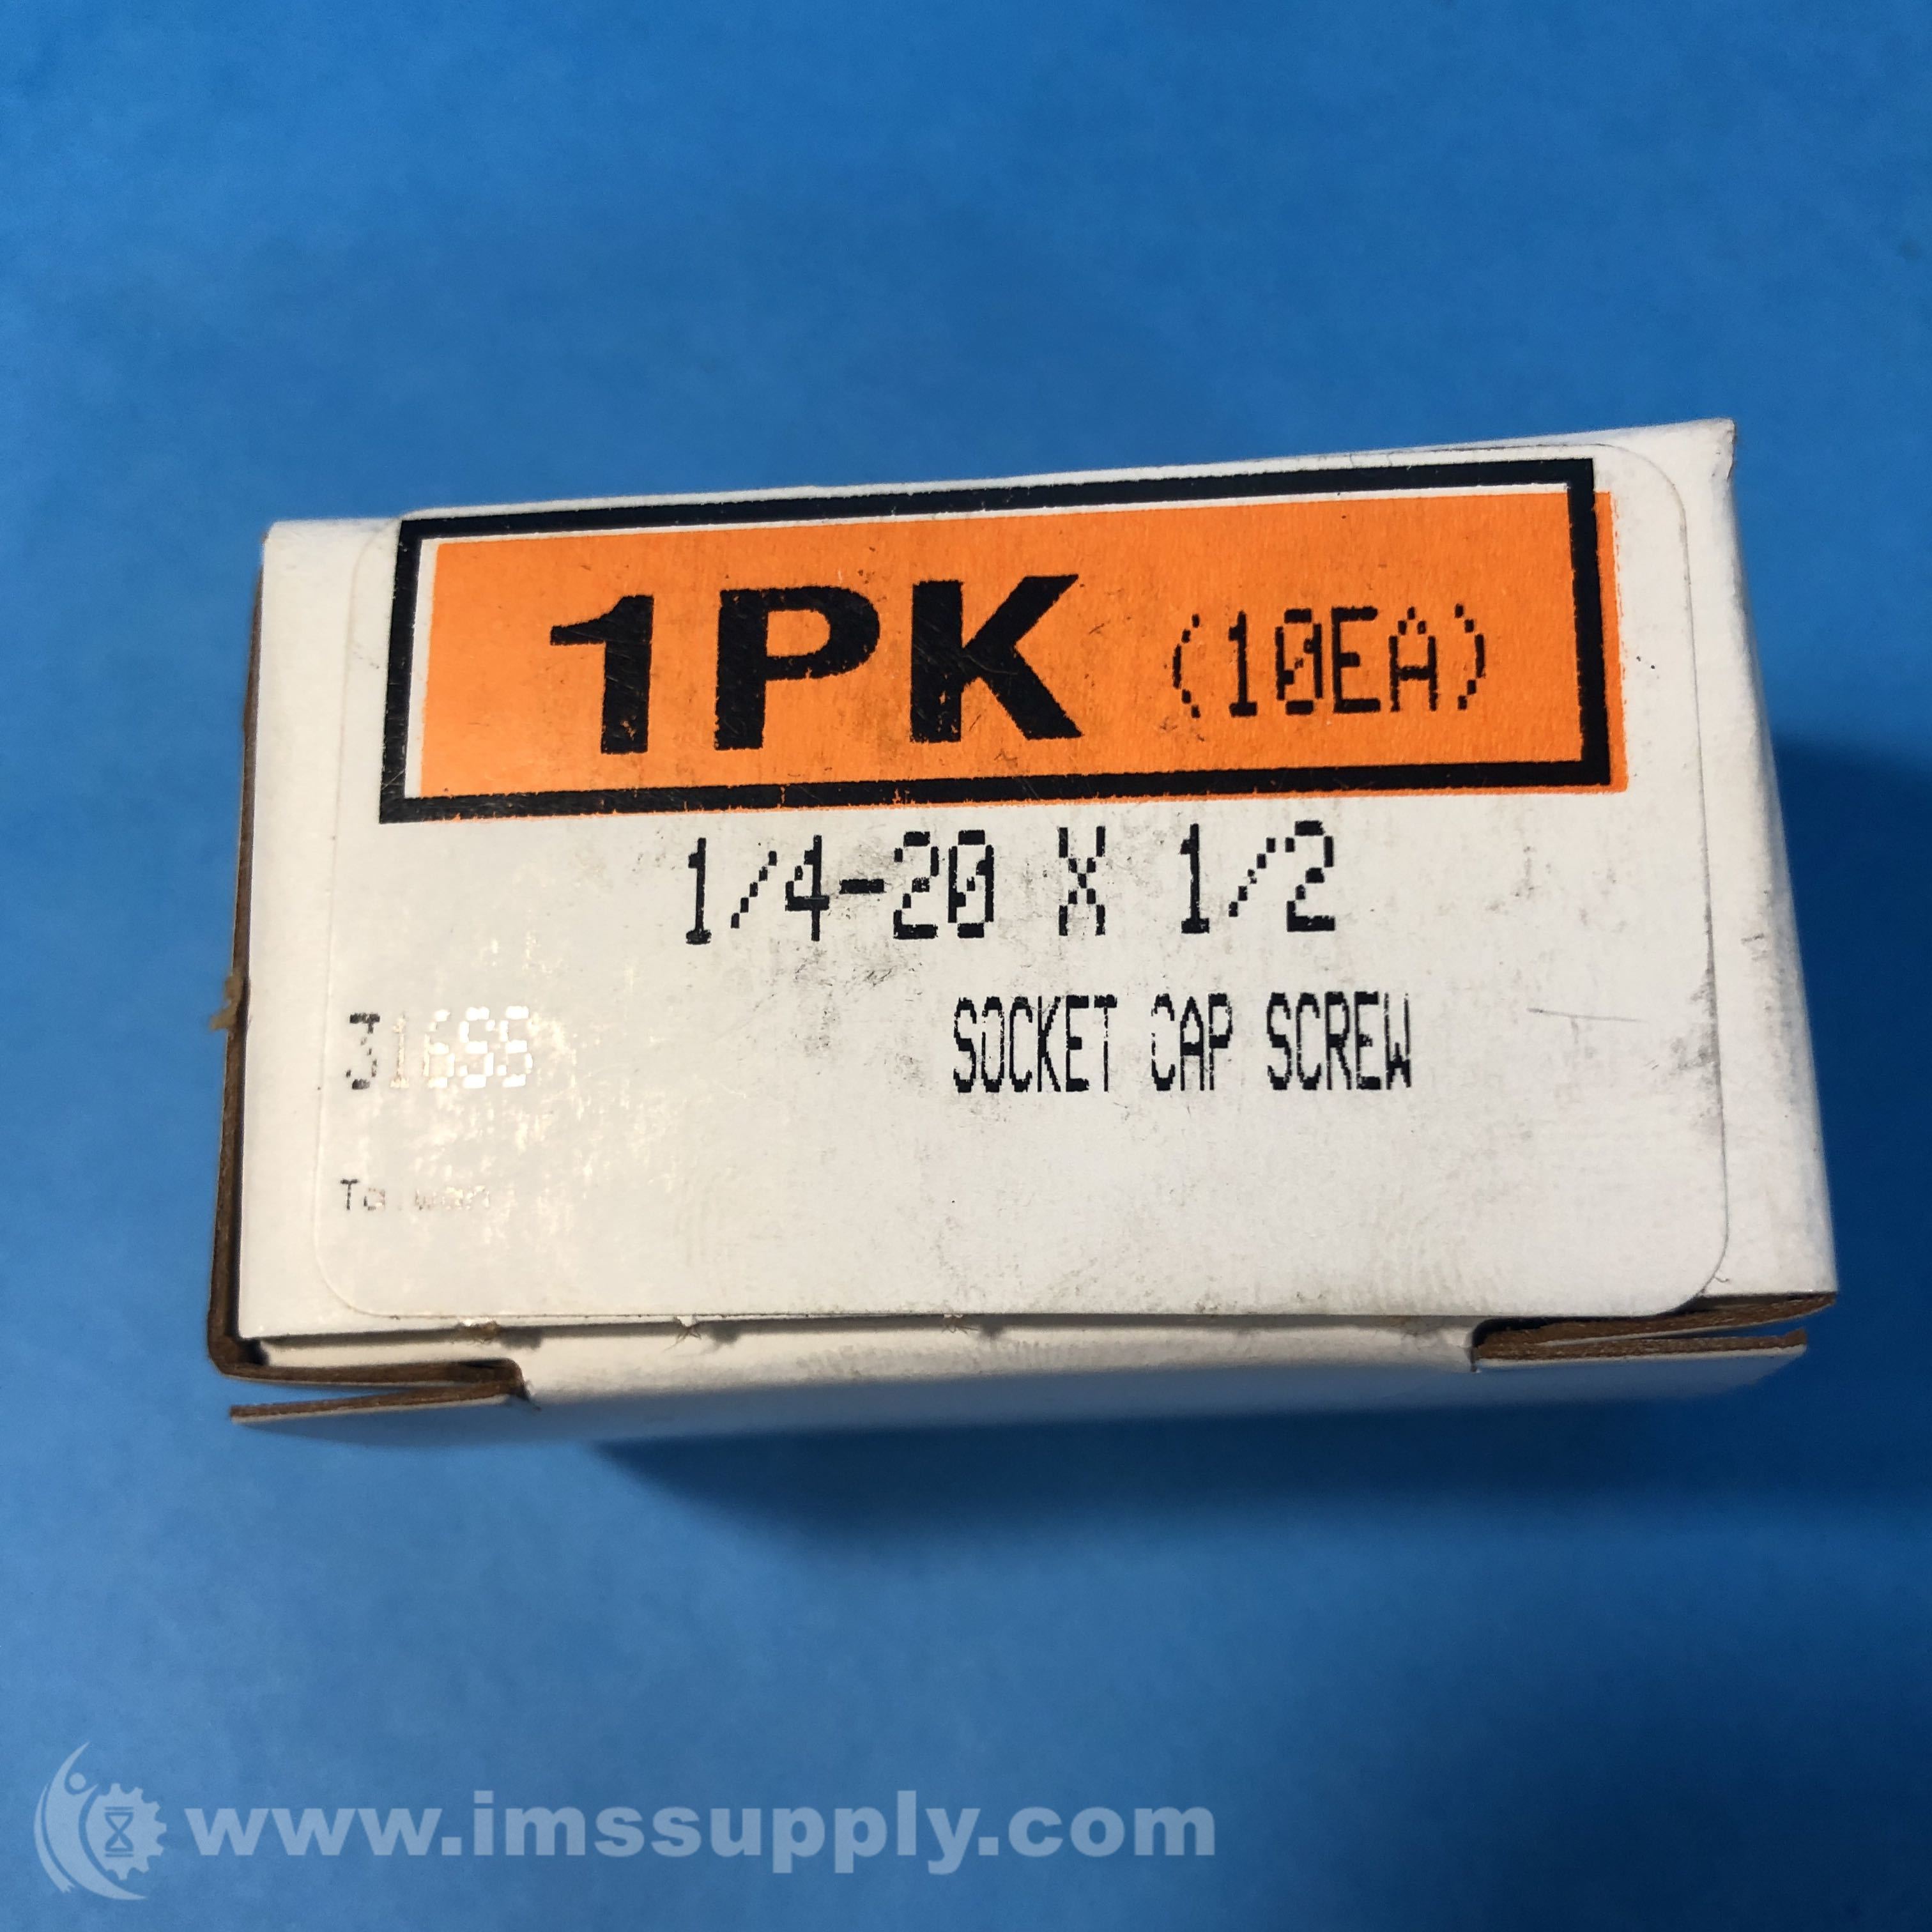 1PK (10EA)
1/4-20 X 1/2
316SS SOCKET CAP SCREW
Taiwan
www.imssupply.com